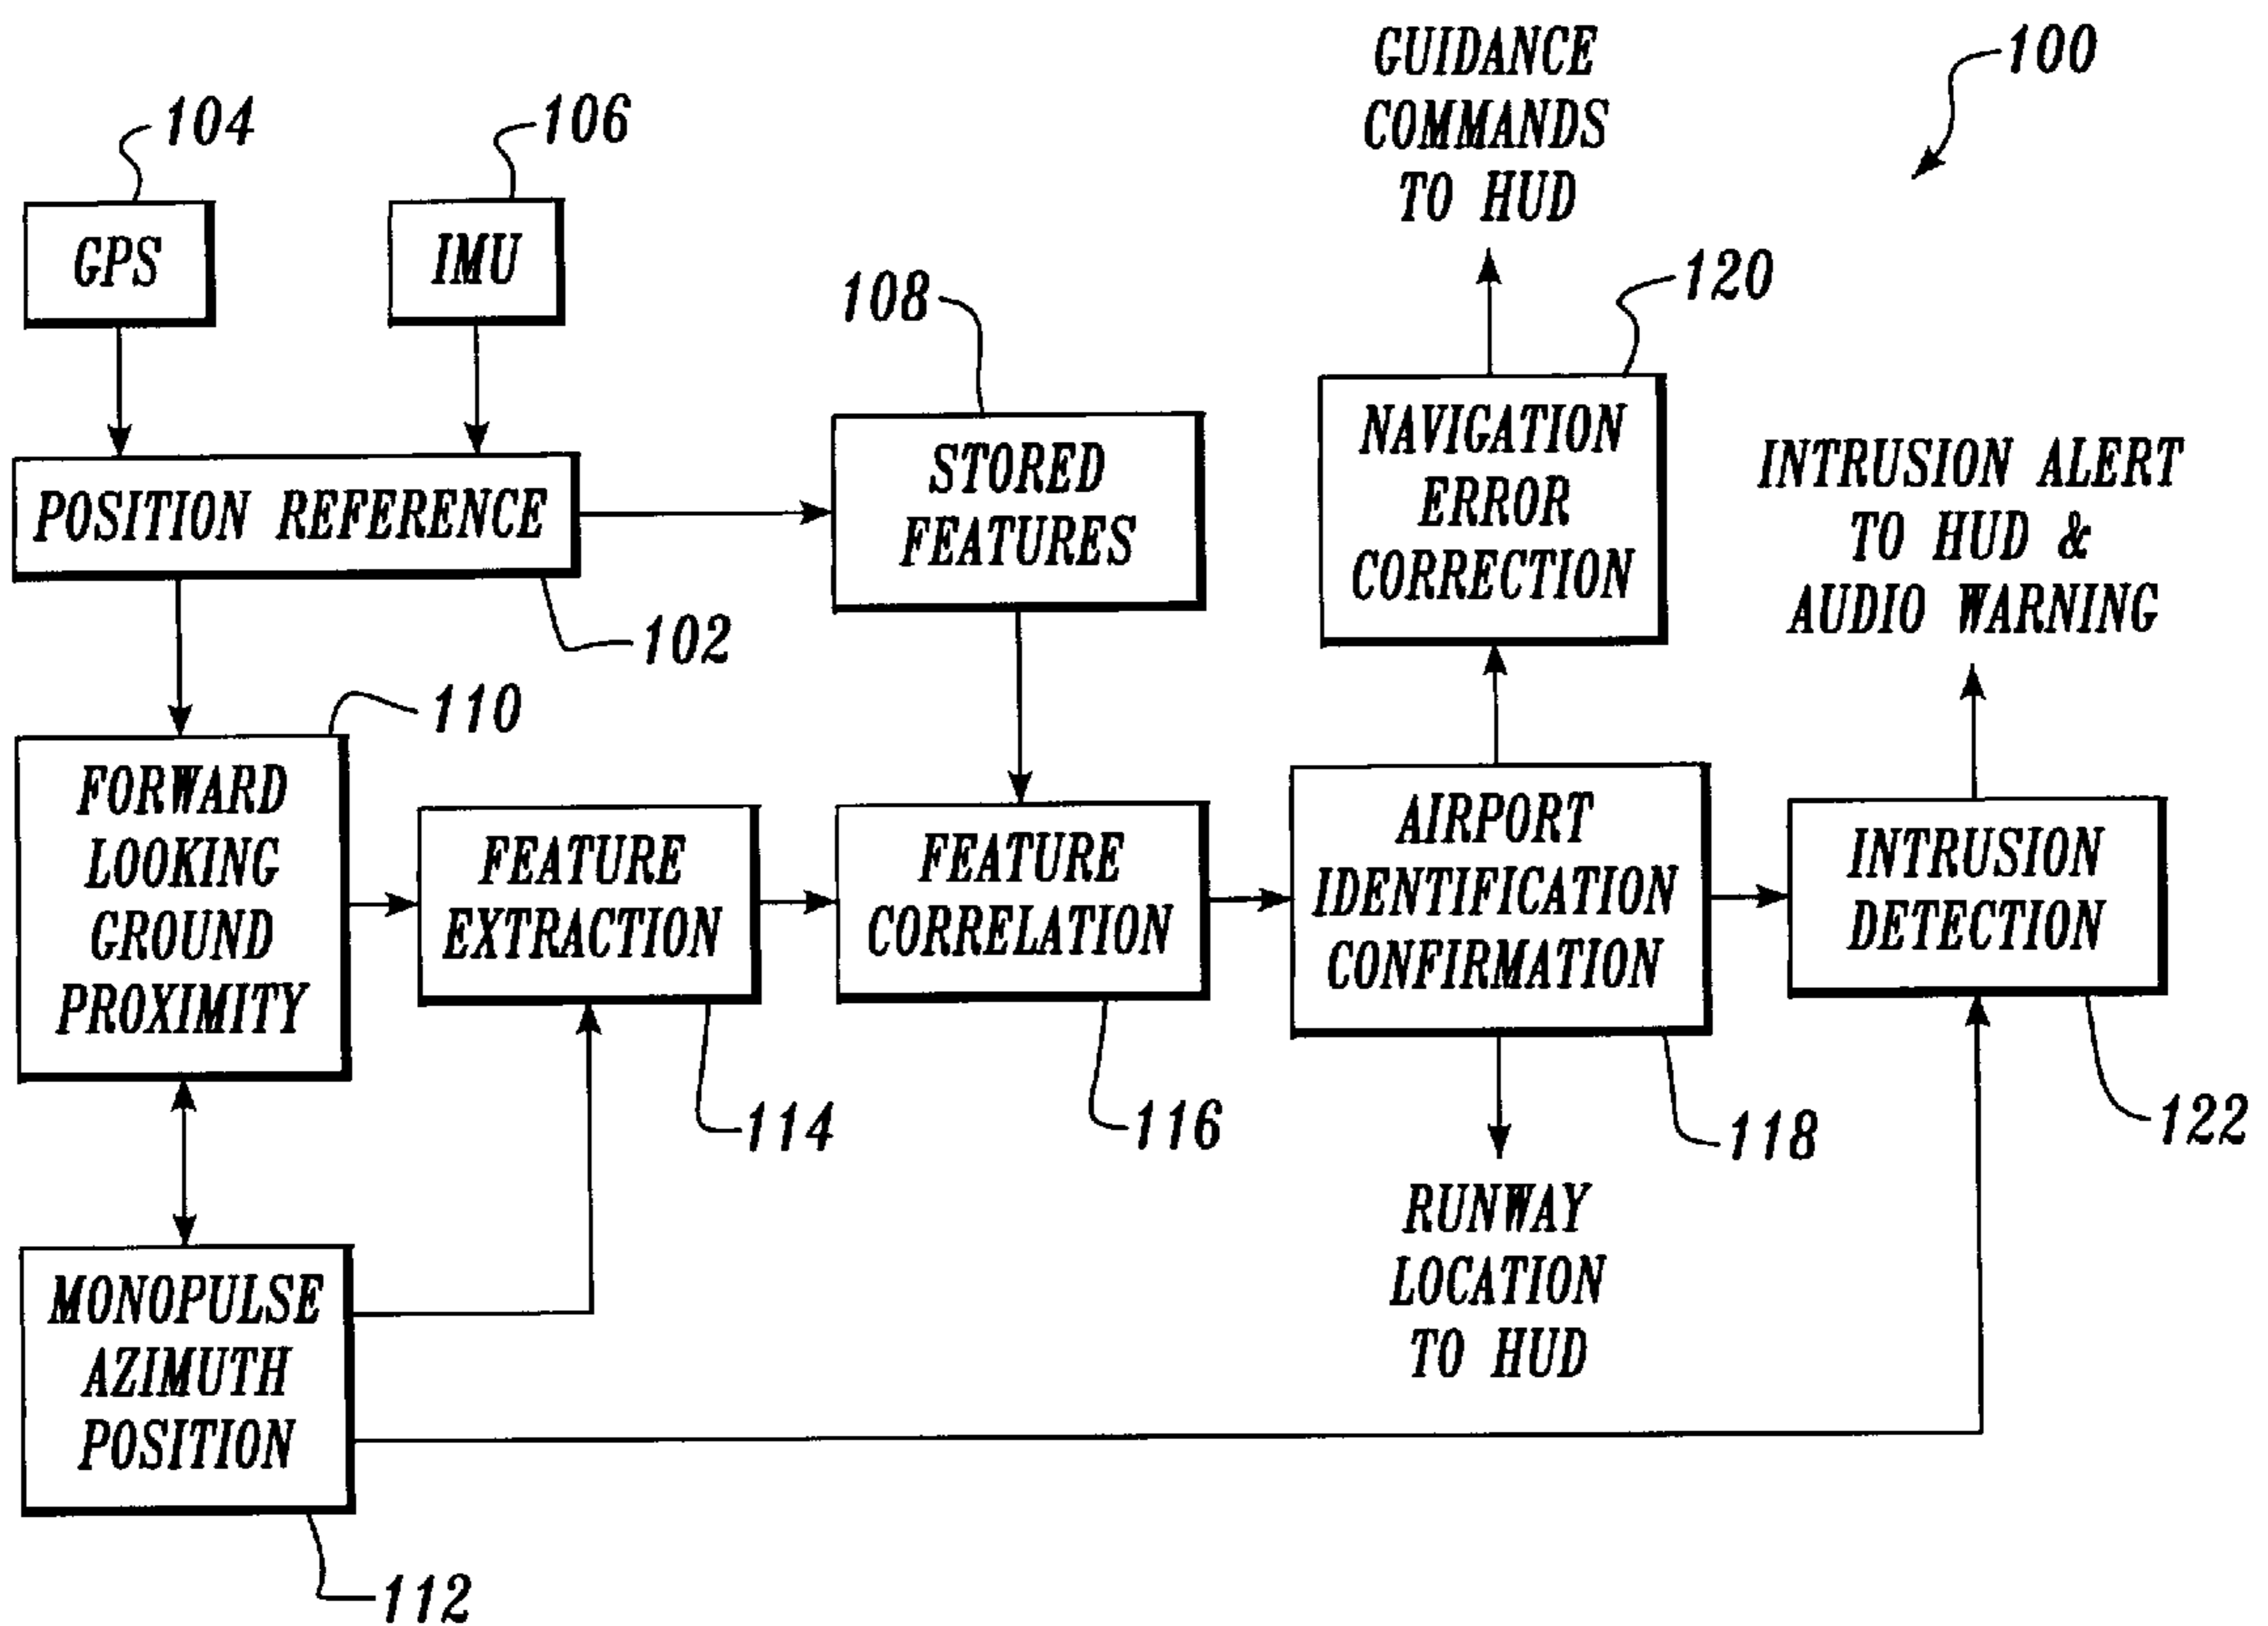 GUIDANCE
COMMANDS
TO HUD
100
104
106
GPS
IMU
108
120
POSITION REFERENCE
102
STORED
FEATURES
NAVIGATION
ERROR
CORRECTION
INTRUSION ALERT
TO HUD &
AUDIO WARNING
110
FORWARD
LOOKING
GROUND
PROXIMITY
FEATURE
EXTRACTION
114
FEATURE
CORRELATION
116
AIRPORT
IDENTIFICATION
CONFIRMATION
118
INTRUSION
DETECTION
122
RUNWAY
LOCATION
TO HUD
MONOPULSE
AZIMUTH
POSITION
112